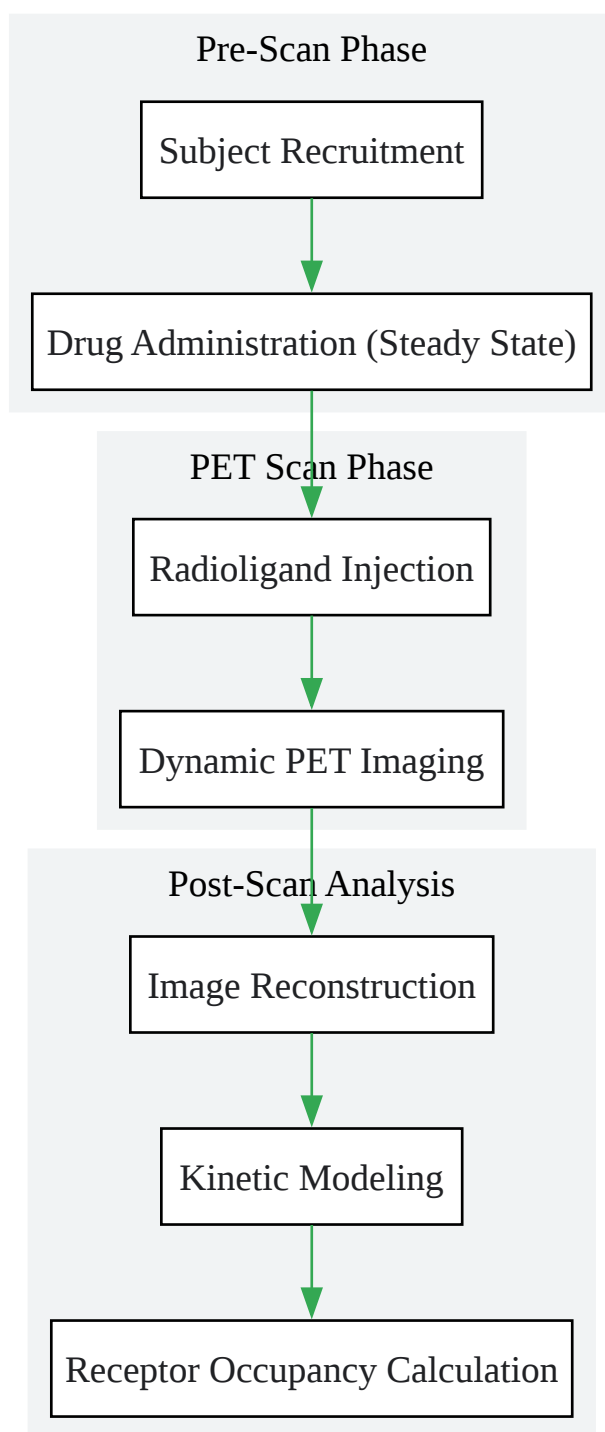 Pre-Scan Phase
Subject Recruitment
Drug Administration (Steady State)
PET Scan Phase
Radioligand Injection
Dynamic PET Imaging
Post-Scan Analysis
Image Reconstruction
Kinetic Modeling
Receptor Occupancy Calculation